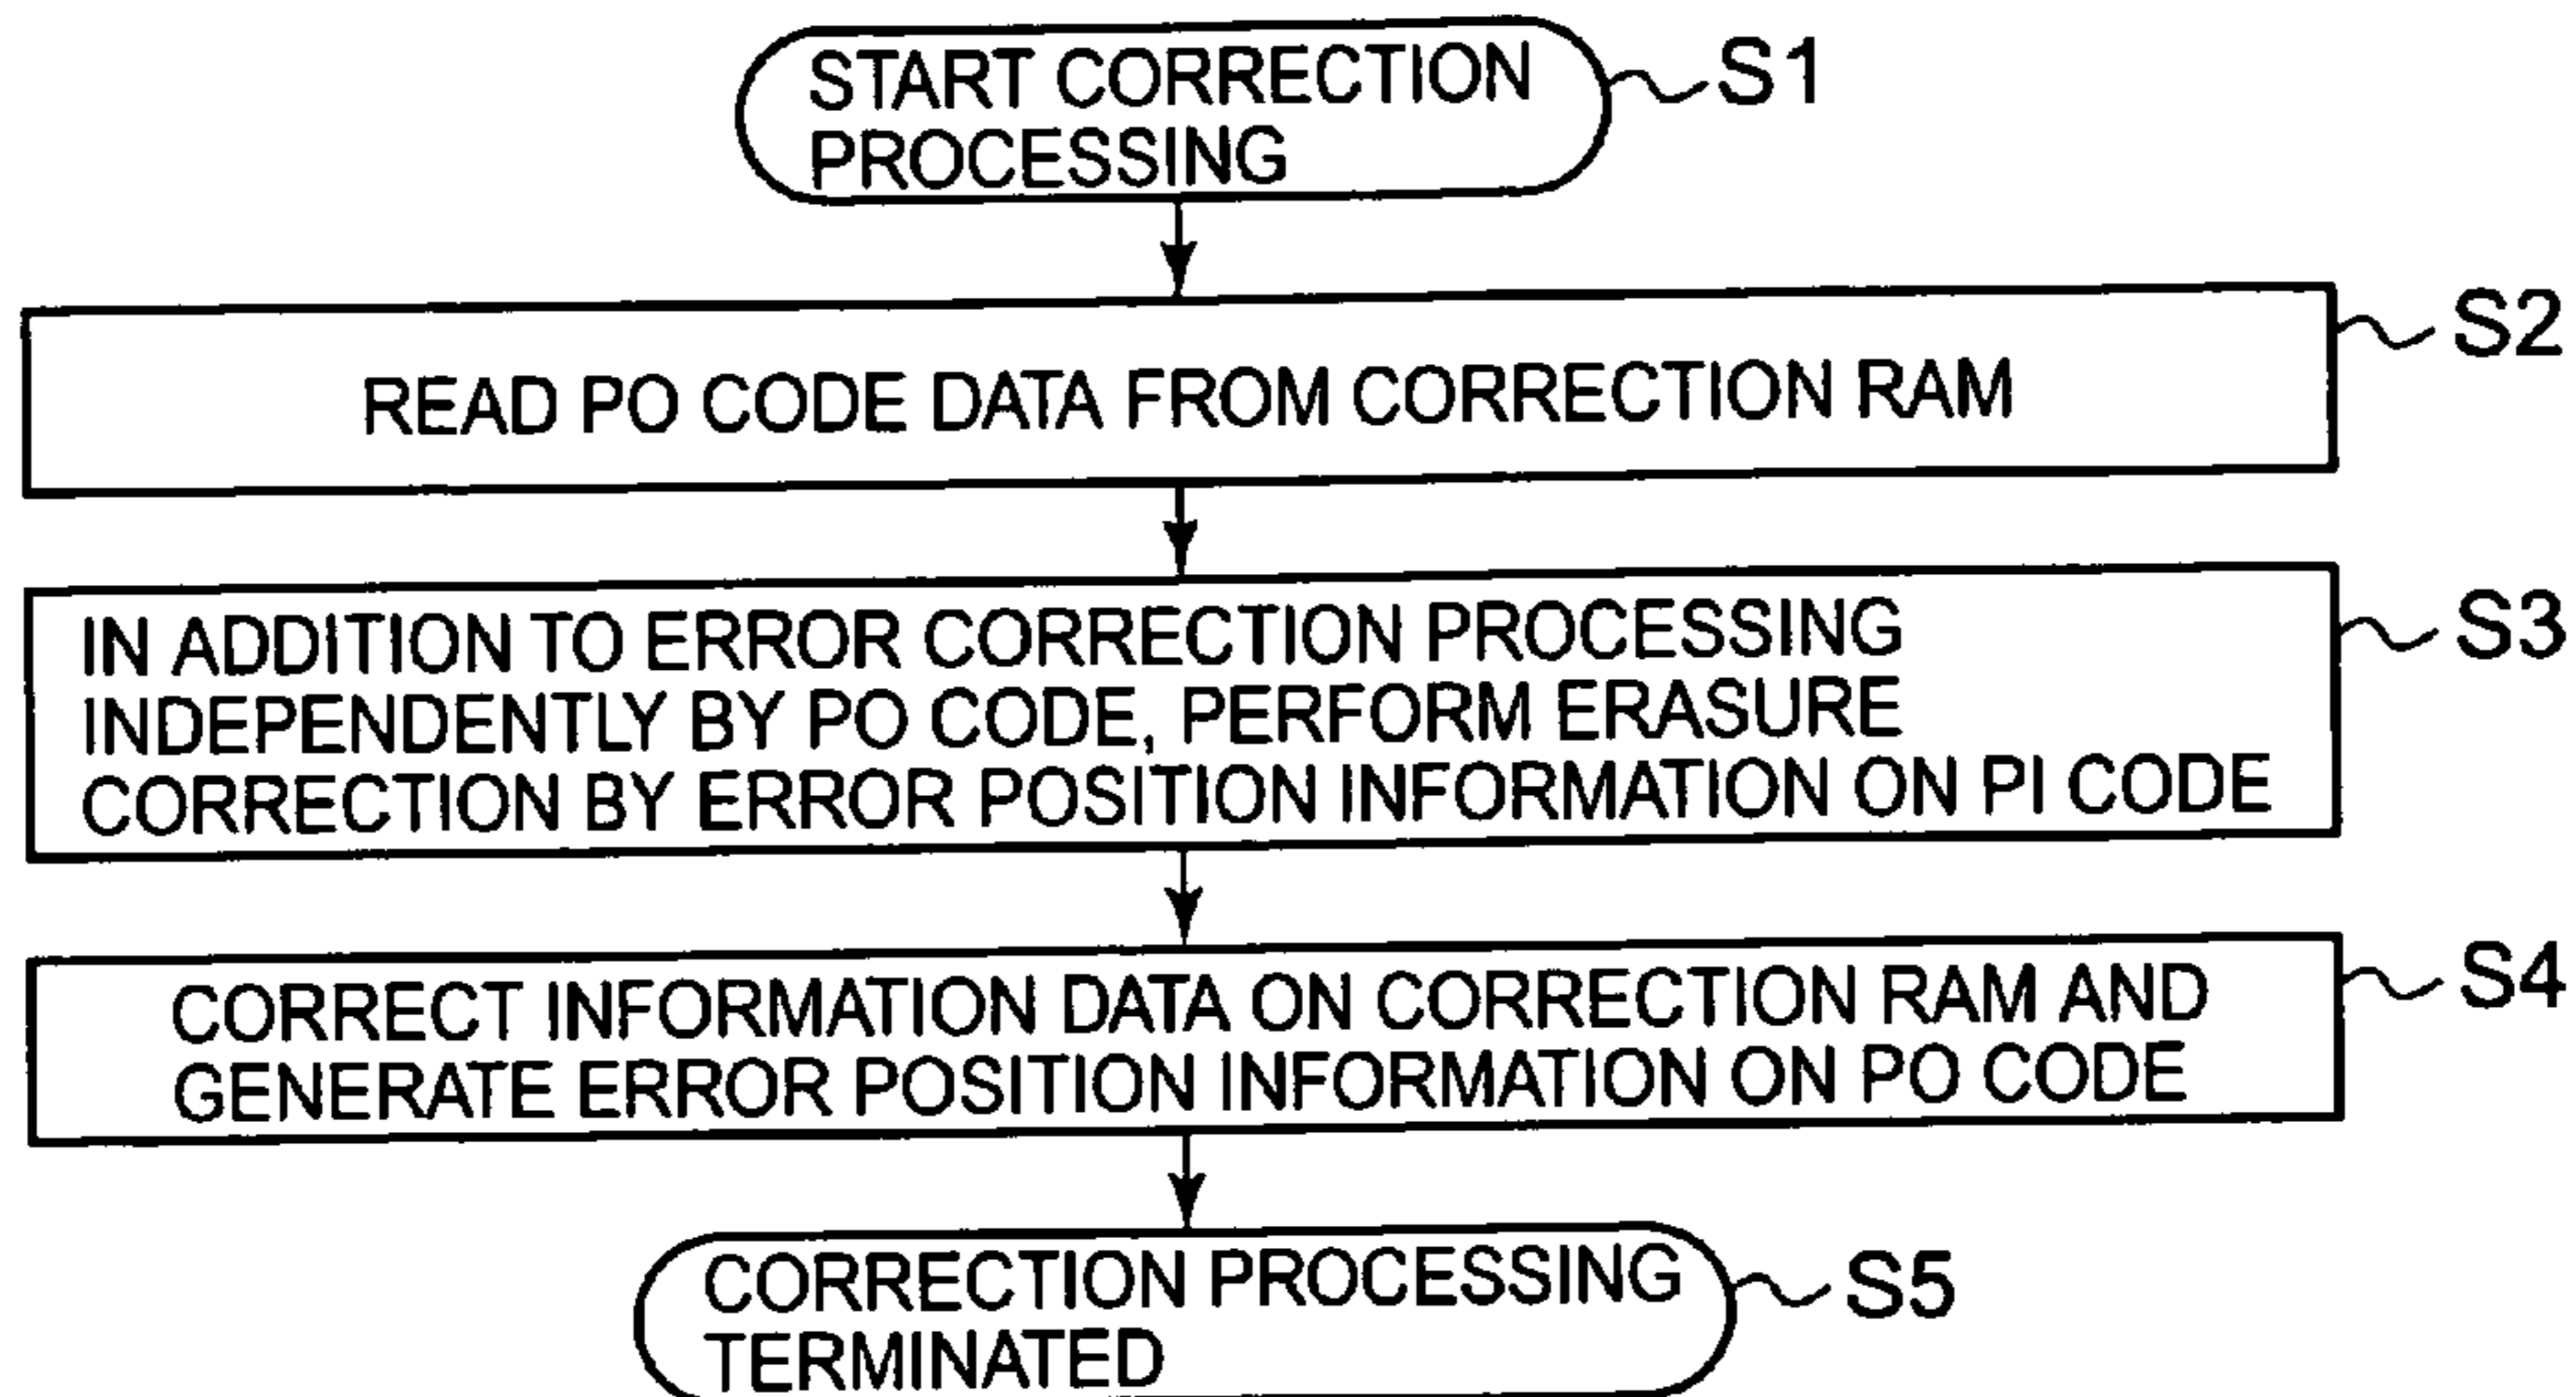 START CORRECTION
PROCESSING
S1
READ PO CODE DATA FROM CORRECTION RAM
S2
IN ADDITION TO ERROR CORRECTION PROCESSING
INDEPENDENTLY BY PO CODE, PERFORM ERASURE
CORRECTION BY ERROR POSITION INFORMATION ON PI CODE
S3
CORRECT INFORMATION DATA ON CORRECTION RAM AND
GENERATE ERROR POSITION INFORMATION ON PO CODE
S4
CORRECTION PROCESSING
TERMINATED
S5